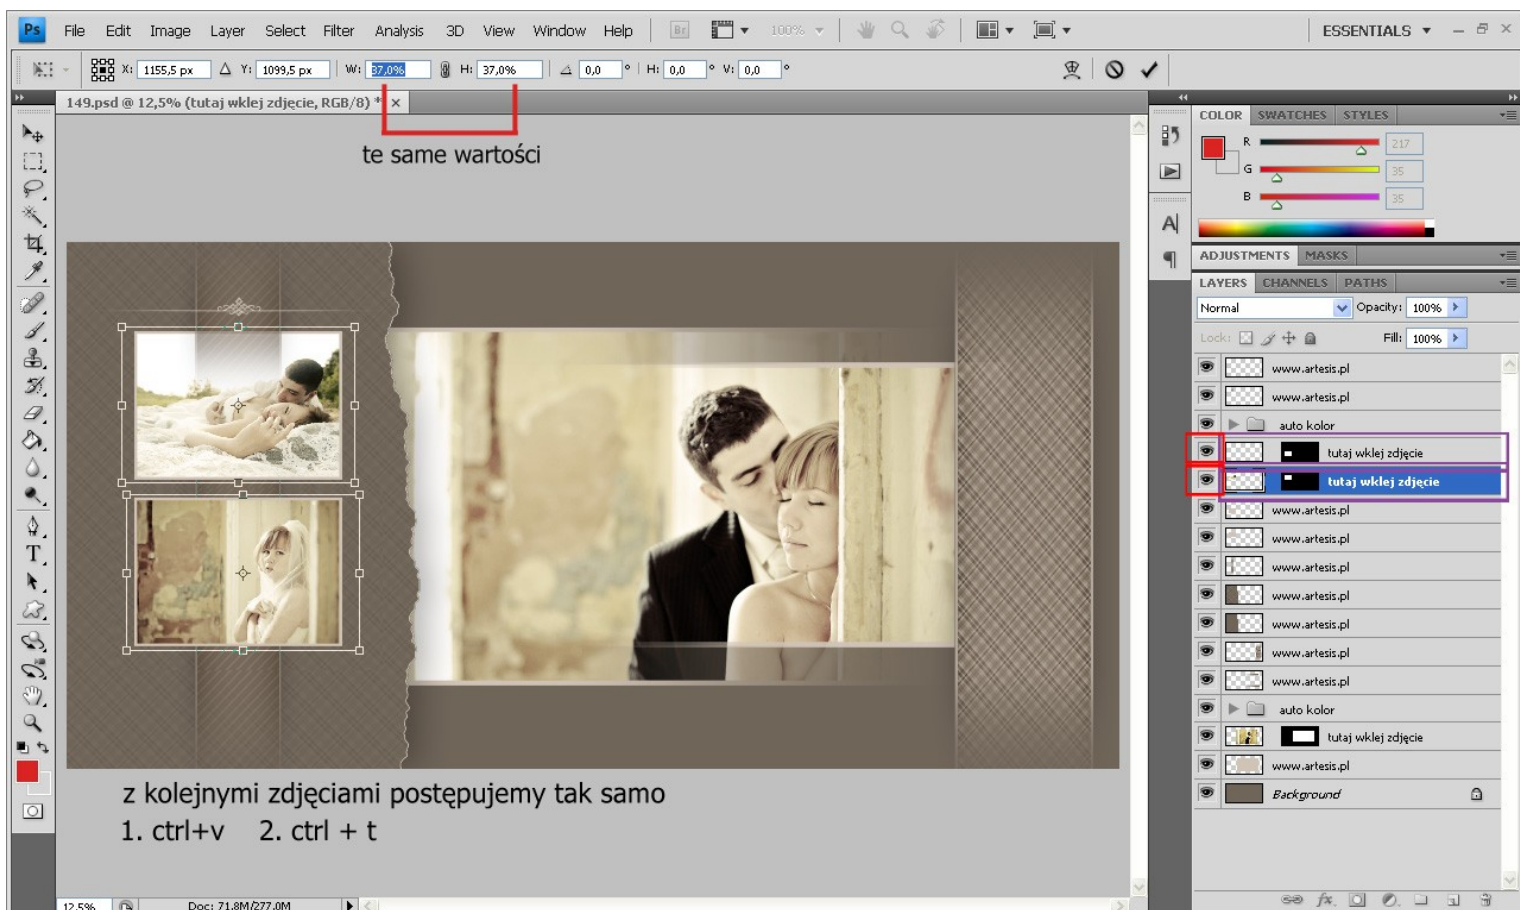 Ps File Edit Image Layer Select Filter Analysis 3D View Window Help Br 100% ESSENTIALS
X: 1155,5 px Y: 1099,5 px W: 37,0% H: 37,0% 0,0 ° H: 0,0 ° V: 0,0 °
149.psd @ 12,5% (tutaj wklej zdjęcie, RGB/8) * ×
te same wartości
COLOR SWATCHES STYLES
R 217
G 35
B 35
ADJUSTMENTS MASKS
LAYERS CHANNELS PATHS
Normal Opacity: 100%
Lock: Fill: 100%
www.artesis.pl
www.artesis.pl
auto kolor
tutaj wklej zdjęcie
tutaj wklej zdjęcie
www.artesis.pl
www.artesis.pl
www.artesis.pl
www.artesis.pl
www.artesis.pl
www.artesis.pl
www.artesis.pl
auto kolor
tutaj wklej zdjęcie
www.artesis.pl
Background
z kolejnymi zdjęciami postępujemy tak samo
1. ctrl+v 2. ctrl + t
12,5% Doc: 71,8M/277,0M